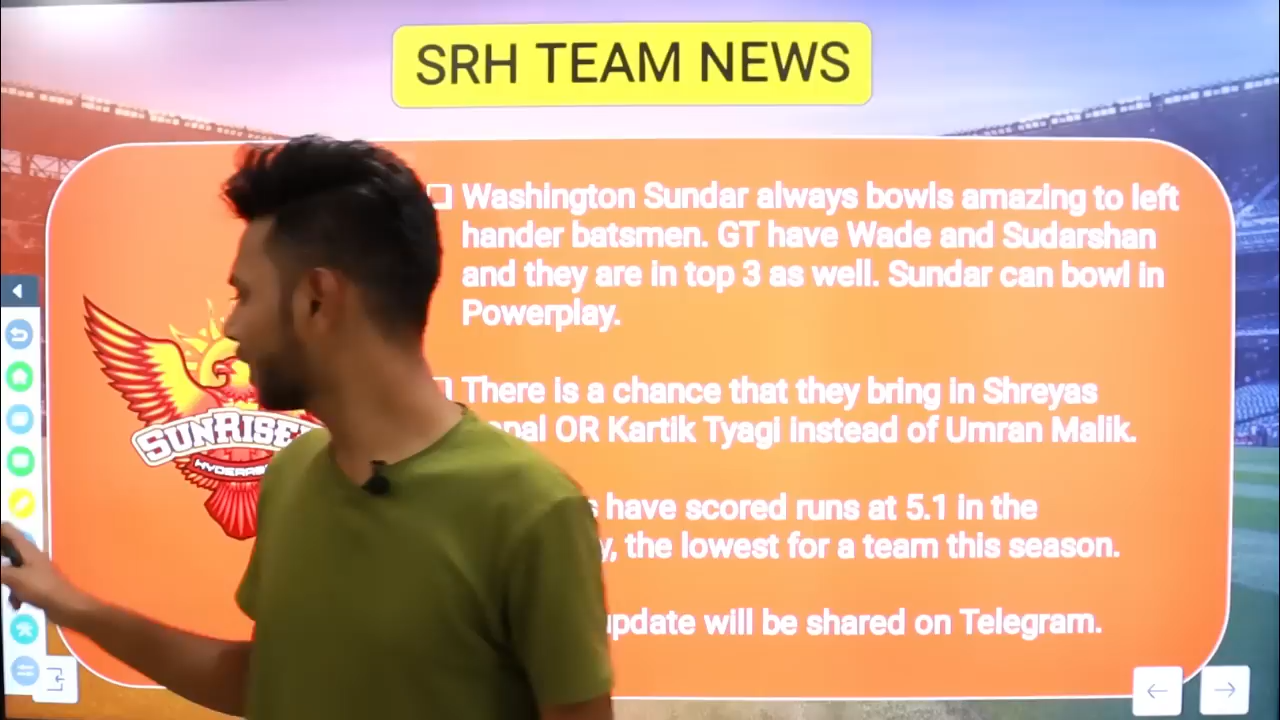 SRH TEAM NEWS
Washington Sundar always bowls amazing to left
hander batsmen. GT have Wade and Sudarshan
and they are in top 3 as well. Sundar can bowl in
Powerplay.
There is a chance that they bring in Shreyas
OR Kartik Tyagi instead of Umran Malik.
have scored runs at 5.1 in the
the lowest for a team this season.
update will be shared on Telegram.